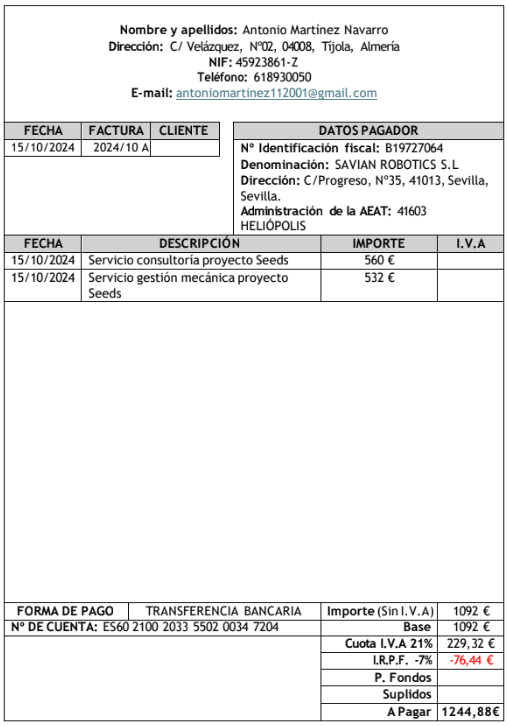 Nombre y apellidos: Antonio Martínez Navarro
Dirección: C/ Velázquez, Nº02, 04008, Tíjola, Almería
NIF: 45923861-Z
Teléfono: 618930050
E-mail: antoniomartinez112001@gmail.com
FECHA FACTURA CLIENTE
15/10/2024 2024/10 A
DATOS PAGADOR
Nº Identificación fiscal: B19727064
Denominación: SAVIAN ROBOTICS S.L
Dirección: C/Progreso, Nº35, 41013, Sevilla,
Sevilla.
Administración de la AEAT: 41603
HELIÓPOLIS
FECHA DESCRIPCIÓN IMPORTE I.V.A
15/10/2024 Servicio consultoría proyecto Seeds 560 €
15/10/2024 Servicio gestión mecánica proyecto 532 €
Seeds
FORMA DE PAGO TRANSFERENCIA BANCARIA
Nº DE CUENTA: ES60 2100 2033 5502 0034 7204
Importe (Sin I.V.A) 1092 €
Base 1092 €
Cuota I.V.A 21% 229,32 €
I.R.P.F. -7% -76,44 €
P. Fondos
Suplidos
A Pagar 1244,88€